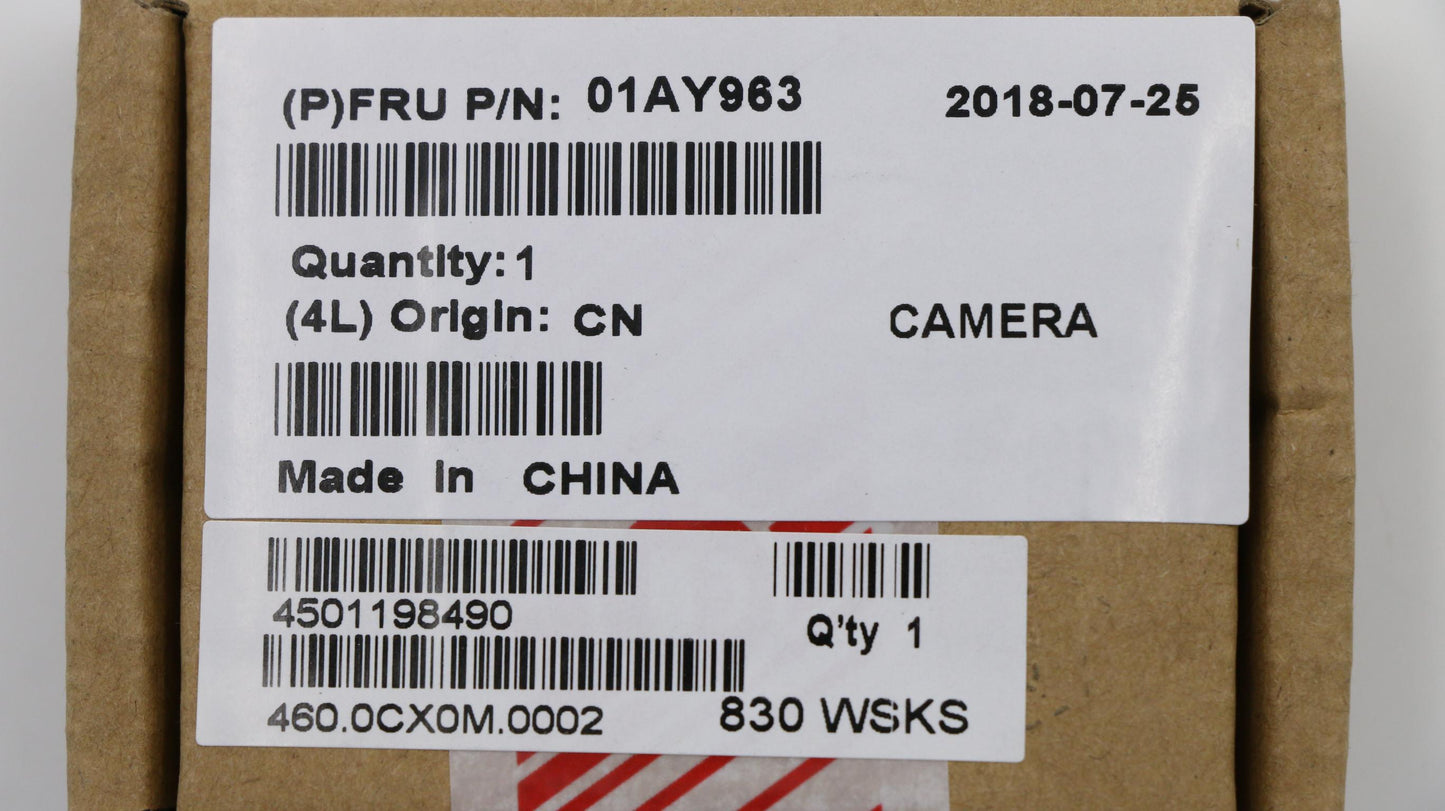 (P)FRU P/N: 01AY963 2018-07-25
Quantity: 1
(4L) Origin: CN CAMERA
Made In CHINA
4501198490
Q'ty 1
460.0CX0M.0002 830 WSKS